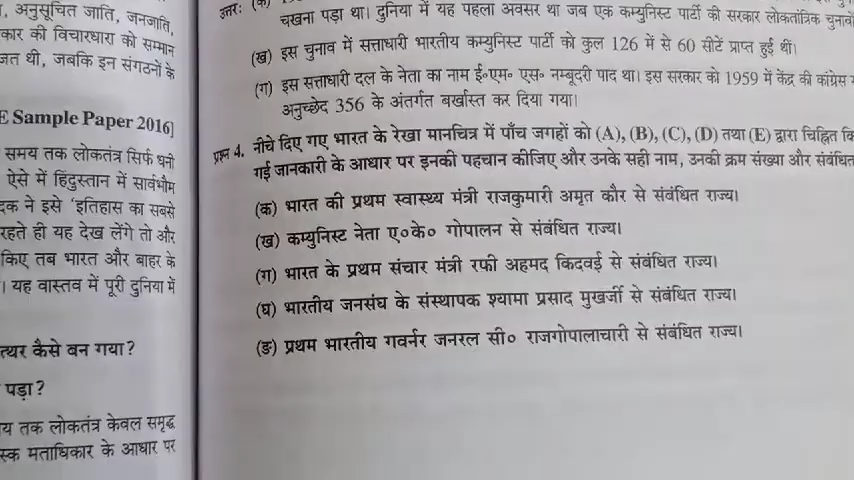 , अनुसूचित जाति, जनजाति,
कार की विचारधारा को सम्मान
जत थी, जबकि इन संगठनों के
E Sample Paper 2016]
समय तक लोकतंत्र सिर्फ धनी
ऐसे में हिंदुस्तान में सार्वभौम
दक ने इसे 'इतिहास का सबसे
रहते ही यह देख लेंगे तो और
किए तब भारत और बाहर के
। यह वास्तव में पूरी दुनिया में
त्थर कैसे बन गया?
पड़ा?
य तक लोकतंत्र केवल समृद्ध
स्क मताधिकार के आधार पर
उत्तरः (क)
चखना पड़ा था। दुनिया में यह पहला अवसर था जब एक कम्युनिस्ट पार्टी की सरकार लोकतांत्रिक चुनावो
(ख) इस चुनाव में सत्ताधारी भारतीय कम्युनिस्ट पार्टी को कुल 126 में से 60 सीटें प्राप्त हुई थीं।
(ग) इस सत्ताधारी दल के नेता का नाम ई०एम० एस० नम्बूदरी पाद था। इस सरकार को 1959 में केंद्र की कांग्रेस
अनुच्छेद 356 के अंतर्गत बर्खास्त कर दिया गया।
प्रश्न 4. नीचे दिए गए भारत के रेखा मानचित्र में पाँच जगहों को (A), (B), (C), (D) तथा (E) द्वारा चिह्नित कि
गई जानकारी के आधार पर इनकी पहचान कीजिए और उनके सही नाम, उनकी क्रम संख्या और संबंधित
(क) भारत की प्रथम स्वास्थ्य मंत्री राजकुमारी अमृत कौर से संबंधित राज्य।
(ख) कम्युनिस्ट नेता ए०के० गोपालन से संबंधित राज्य।
(ग) भारत के प्रथम संचार मंत्री रफी अहमद किदवई से संबंधित राज्य।
(घ) भारतीय जनसंघ के संस्थापक श्यामा प्रसाद मुखर्जी से संबंधित राज्य।
(ङ) प्रथम भारतीय गवर्नर जनरल सी० राजगोपालाचारी से संबंधित राज्य।